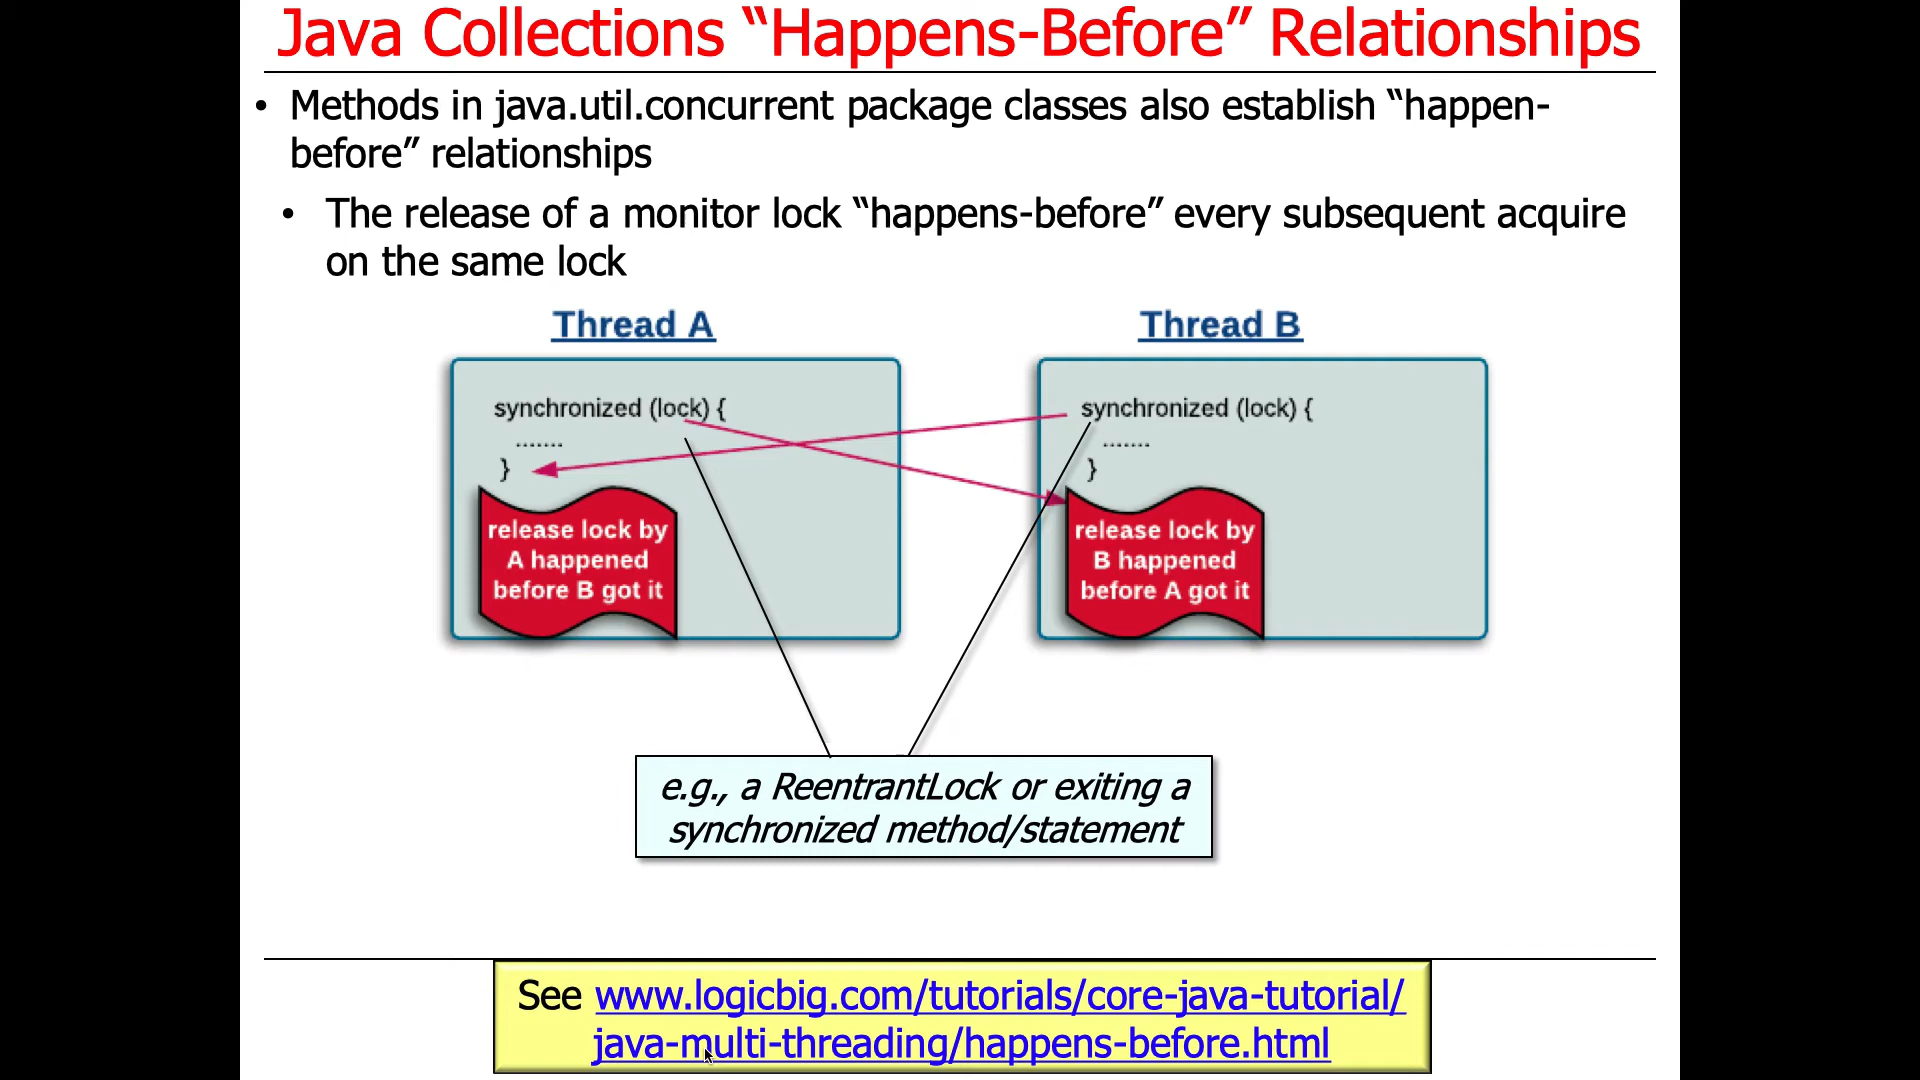 Java Collections “Happens-Before” Relationships
• Methods in java.util.concurrent package classes also establish “happen-
before” relationships
• The release of a monitor lock “happens-before” every subsequent acquire
on the same lock
Thread A
synchronized (lock) {
.......
}
release lock by
A happened
before B got it
Thread B
synchronized (lock) {
.......
}
release lock by
B happened
before A got it
e.g., a ReentrantLock or exiting a
synchronized method/statement
See www.logicbig.com/tutorials/core-java-tutorial/
java-multi-threading/happens-before.html